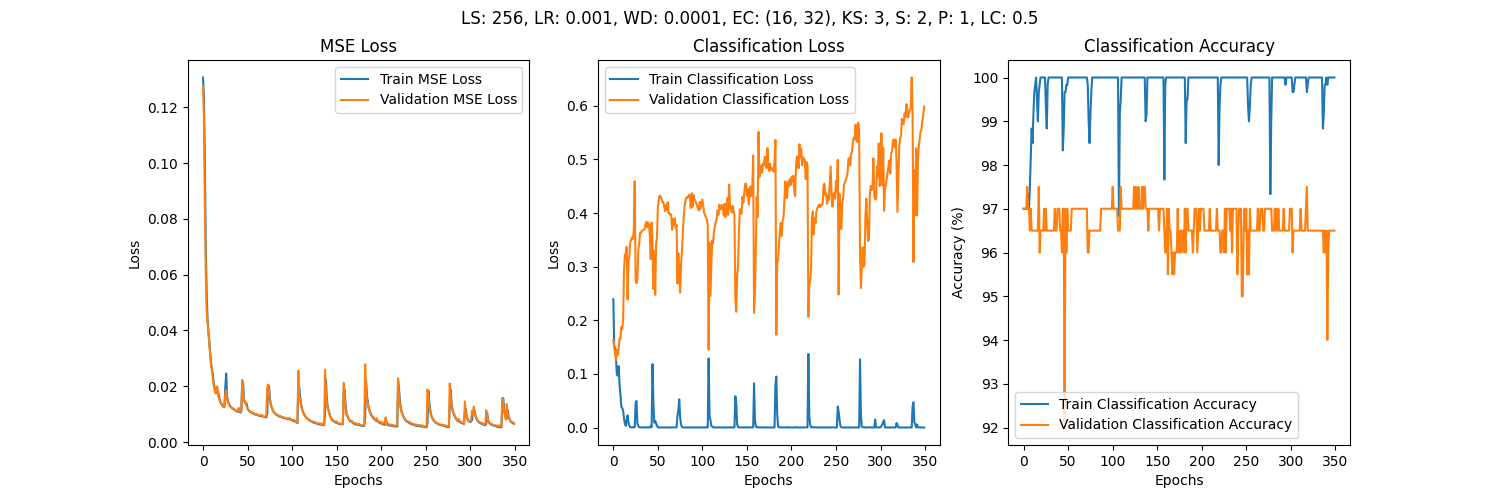 LS: 256, LR: 0.001, WD: 0.0001, EC: (16, 32), KS: 3, S: 2, P: 1, LC: 0.5
MSE Loss
Loss
0.12
0.10
0.08
0.06
0.04
0.02
0.00
Train MSE Loss
Validation MSE Loss
0 50 100 150 200 250 300 350
Epochs
Classification Loss
Loss
0.6
0.5
0.4
0.3
0.2
0.1
0.0
Train Classification Loss
Validation Classification Loss
0 50 100 150 200 250 300 350
Epochs
Classification Accuracy
Accuracy (%)
100
99
98
97
96
95
94
93
92
Train Classification Accuracy
Validation Classification Accuracy
0 50 100 150 200 250 300 350
Epochs